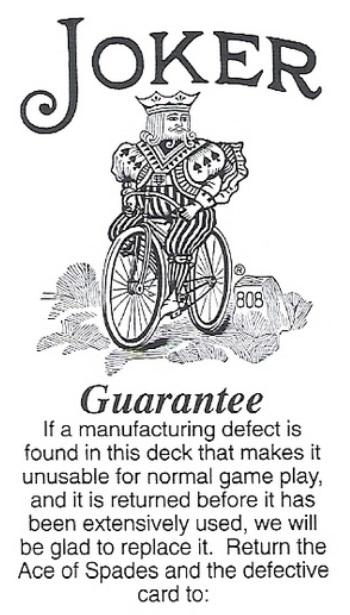 JOKER
®
808
Guarantee
If a manufacturing defect is
found in this deck that makes it
unusable for normal game play,
and it is returned before it has
been extensively used, we will
be glad to replace it. Return the
Ace of Spades and the defective
card to: